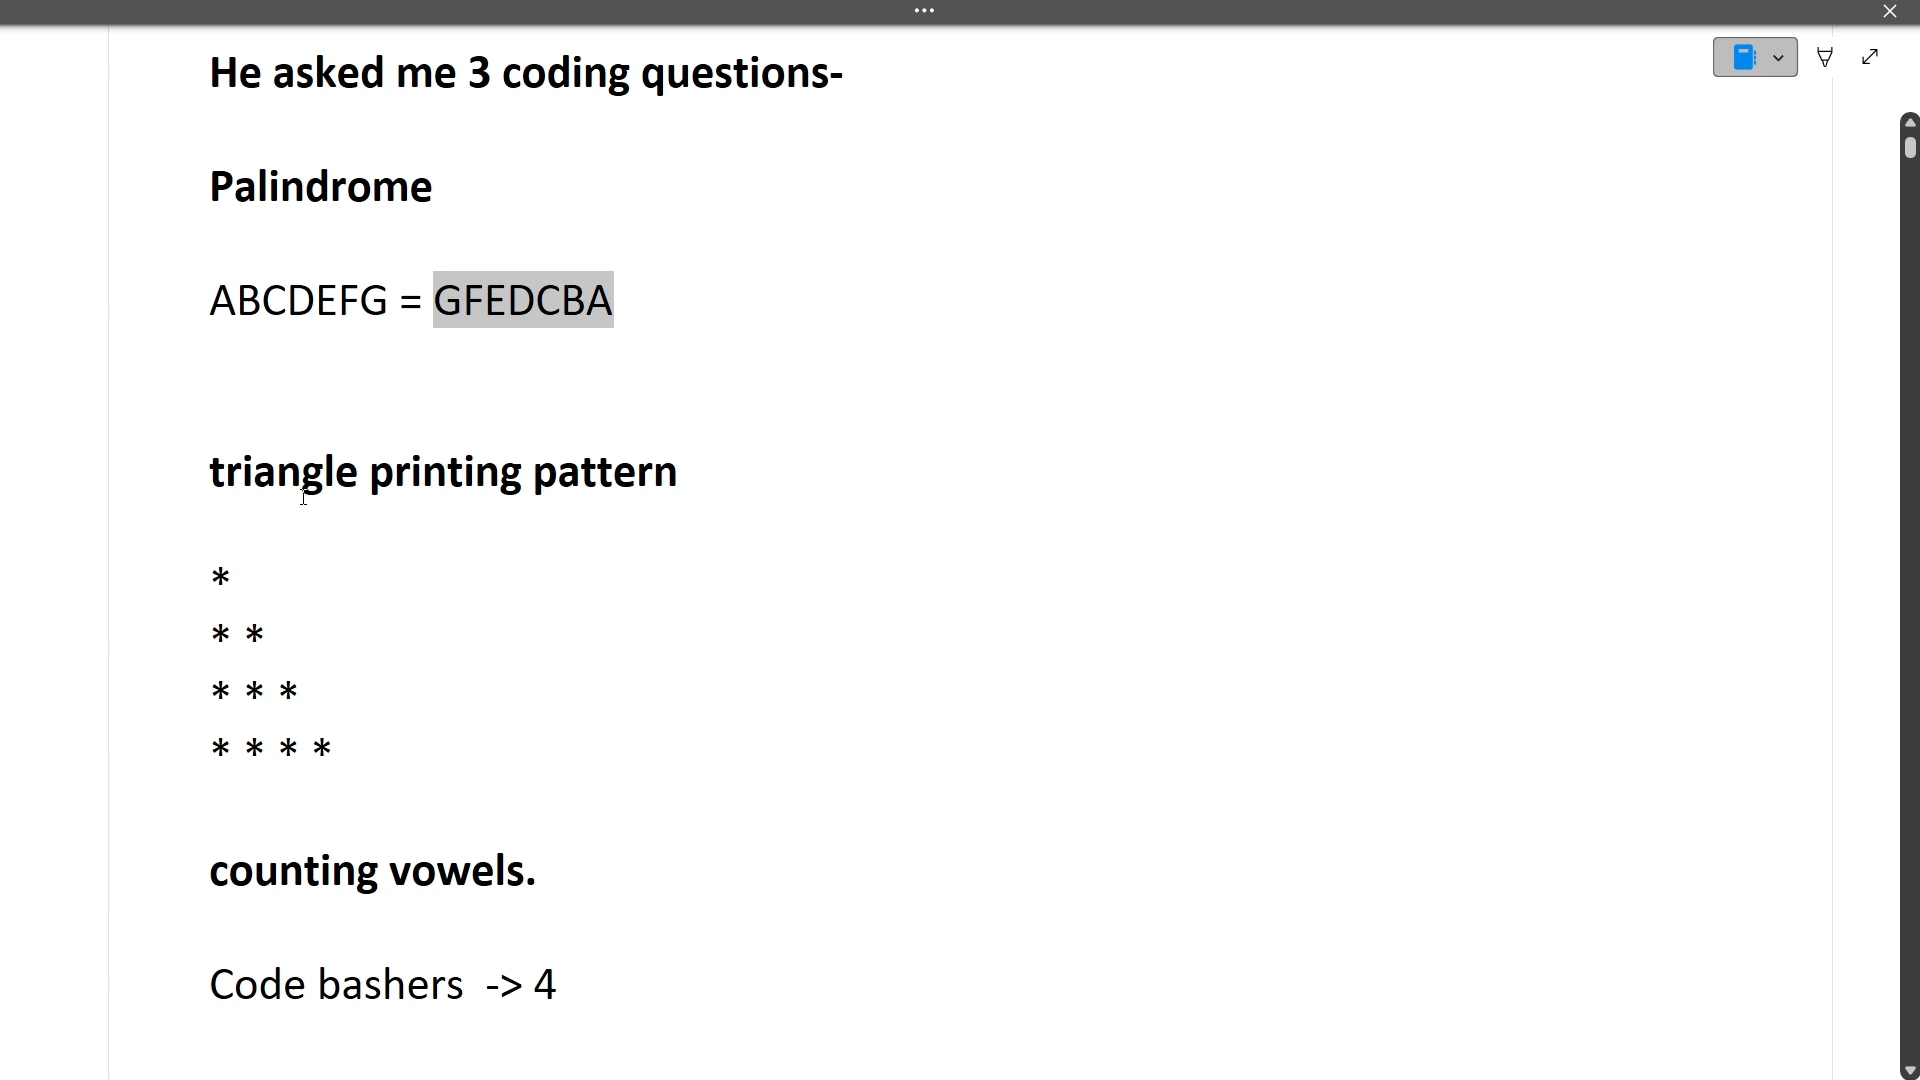 He asked me 3 coding questions-
Palindrome
ABCDEFG = GFEDCBA
triangle printing pattern
*
* *
* * *
* * * *
counting vowels.
Code bashers  -> 4